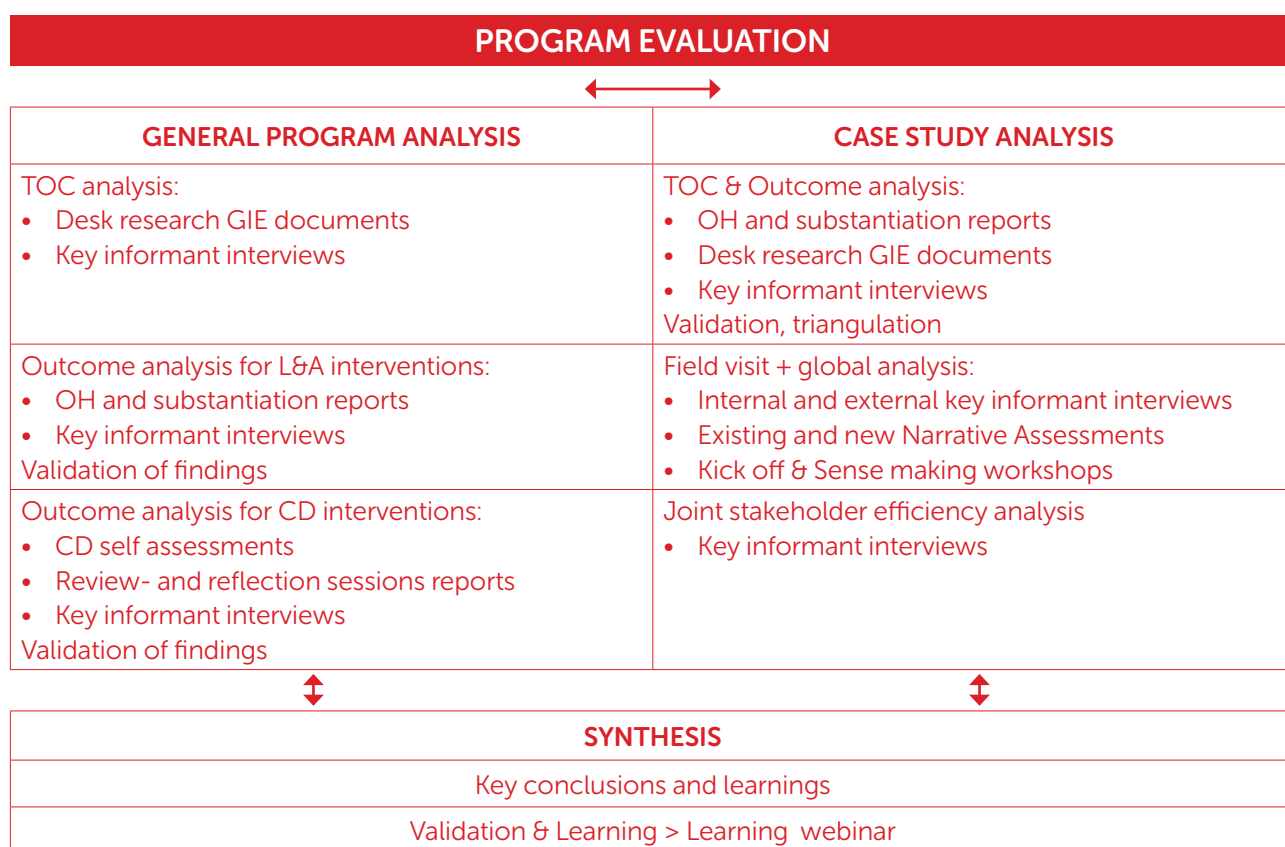 PROGRAM EVALUATION
GENERAL PROGRAM ANALYSIS
TOC analysis:
• Desk research GIE documents
• Key informant interviews
Outcome analysis for L&A interventions:
• OH and substantiation reports
• Key informant interviews
Validation of findings
Outcome analysis for CD interventions:
• CD self assessments
• Review- and reflection sessions reports
• Key informant interviews
Validation of findings
CASE STUDY ANALYSIS
TOC & Outcome analysis:
• OH and substantiation reports
• Desk research GIE documents
• Key informant interviews
Validation, triangulation
Field visit + global analysis:
• Internal and external key informant interviews
• Existing and new Narrative Assessments
• Kick off & Sense making workshops
Joint stakeholder efficiency analysis
• Key informant interviews
SYNTHESIS
Key conclusions and learnings
Validation & Learning > Learning webinar